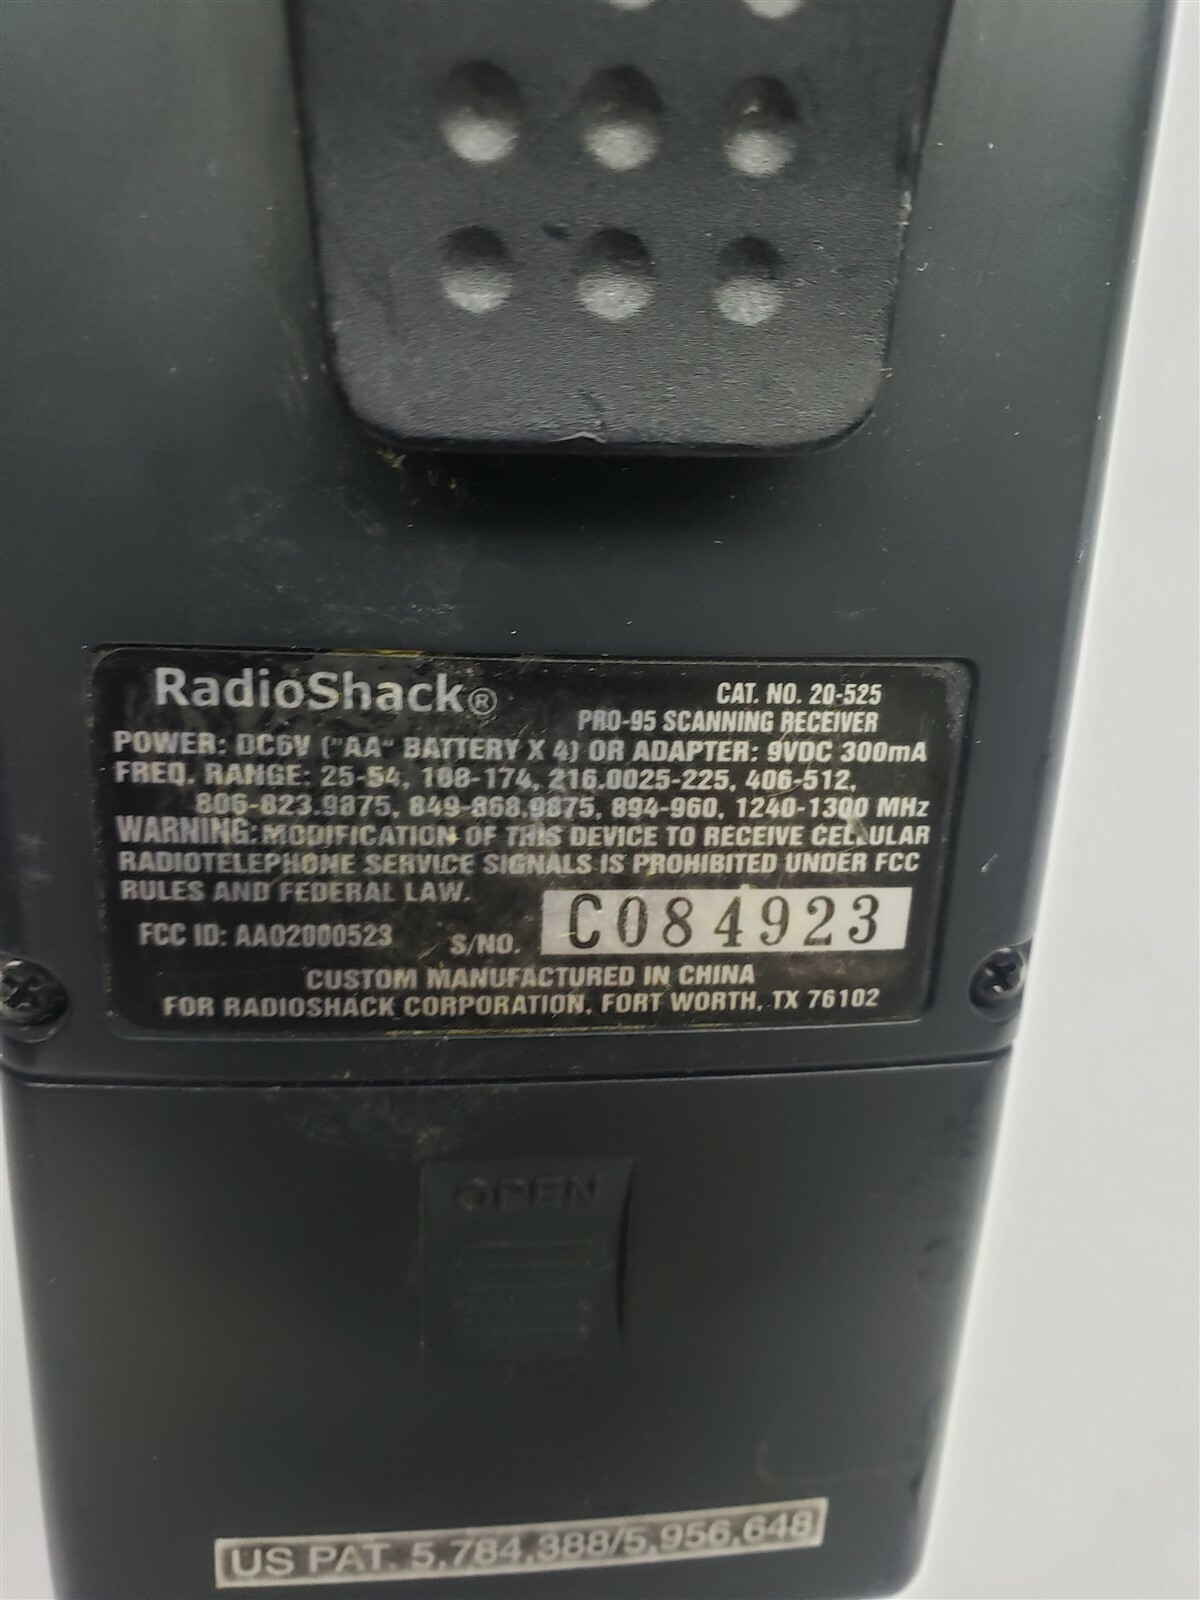 RadioShack®
CAT. NO. 20-525
PRO-95 SCANNING RECEIVER
POWER: DC6V ("AA" BATTERY X 4) OR ADAPTER: 9VDC 300mA
FREQ. RANGE: 25-54, 108-174, 216.0025-225, 406-512,
806-823.9875, 849-868.9875, 894-960, 1240-1300 MHz
WARNING: MODIFICATION OF THIS DEVICE TO RECEIVE CELLULAR
RADIOTELEPHONE SERVICE SIGNALS IS PROHIBITED UNDER FCC
RULES AND FEDERAL LAW.
FCC ID: AAO2000523 S/NO. C084923
CUSTOM MANUFACTURED IN CHINA
FOR RADIOSHACK CORPORATION, FORT WORTH, TX 76102
OPEN
US PAT. 5,784,388/5,956,648